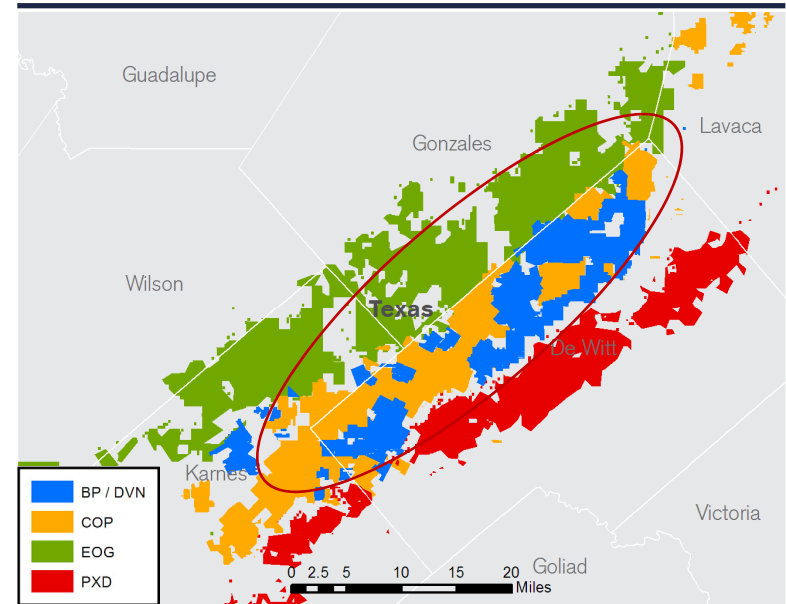 Guadalupe
Gonzales
Lavaca
Wilson
Texas
De Witt
Karnes
Victoria
Goliad
BP / DVN
COP
EOG
PXD
0 2.5 5 10 15 20
Miles